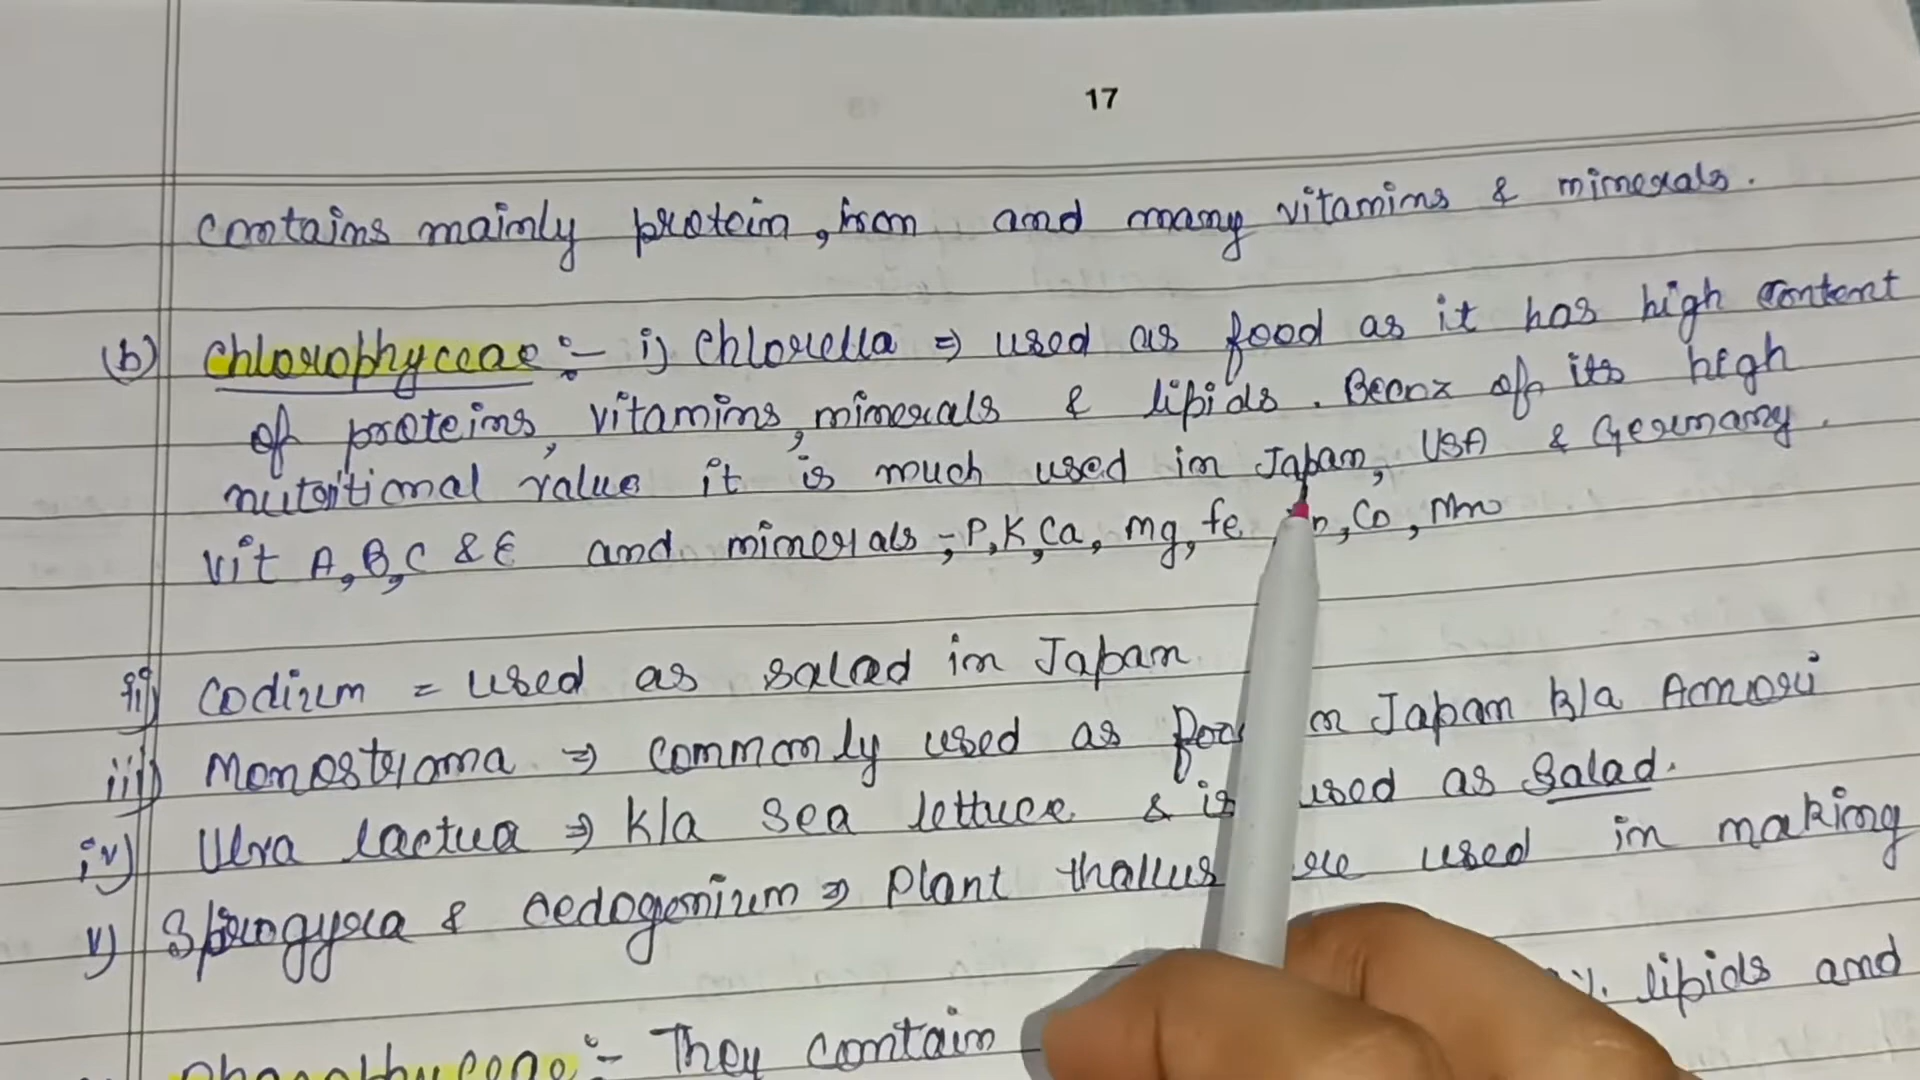 17
contains mainly protein, iron and many vitamins & minerals.
(b) Chlorophyceae :- i) Chlorella ⇒ used as food as it has high content
of proteins, vitamins, minerals & lipids. Becoz of its high
nutritional value it is much used in Japan, USA & Germany.
vit A, B, C & E and minerals - P, K, Ca, Mg, Fe, Co, Mn
ii) Codium = used as salad in Japan
iii) Monostroma ⇒ commonly used as Japan k/a Aonori
iv) Ulva lactua ⇒ k/a Sea lettuce & is used as Salad.
v) Spirogyra & Oedogonium ⇒ Plant thallus used in making
Phaeophyceae :- They contain lipids and